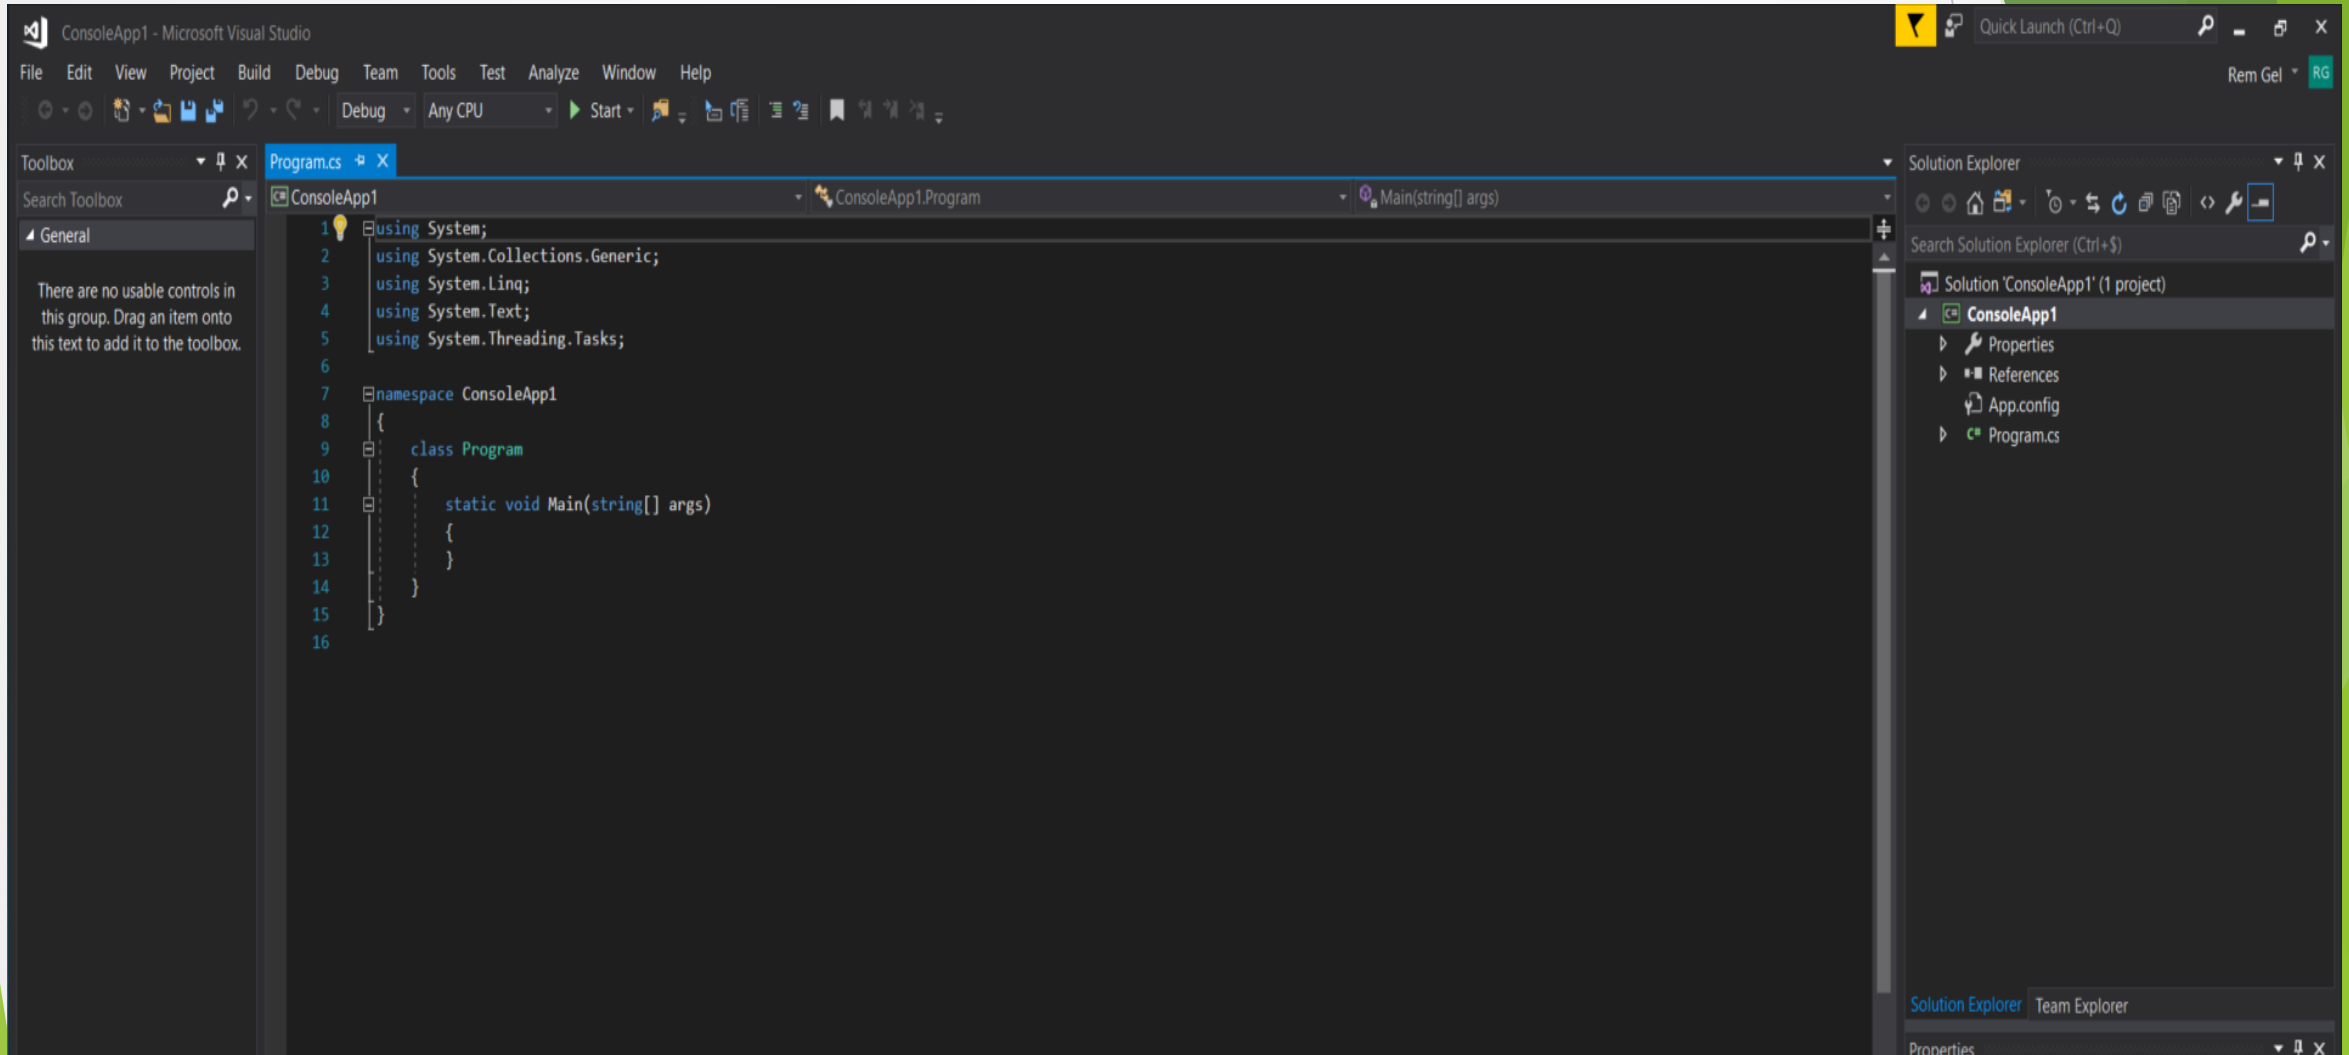 ConsoleApp1 - Microsoft Visual Studio
Quick Launch (Ctrl+Q)
File Edit View Project Build Debug Team Tools Test Analyze Window Help
Rem Gel RG
Debug Any CPU Start
Toolbox
Program.cs
Solution Explorer
Search Toolbox
ConsoleApp1
ConsoleApp1.Program
Main(string[] args)
General
There are no usable controls in
this group. Drag an item onto
this text to add it to the toolbox.
1 using System;
2 using System.Collections.Generic;
3 using System.Linq;
4 using System.Text;
5 using System.Threading.Tasks;
6
7 namespace ConsoleApp1
8 {
9 class Program
10 {
11 static void Main(string[] args)
12 {
13 }
14 }
15 }
16
Search Solution Explorer (Ctrl+$)
Solution 'ConsoleApp1' (1 project)
ConsoleApp1
Properties
References
App.config
C# Program.cs
Solution Explorer Team Explorer
Properties